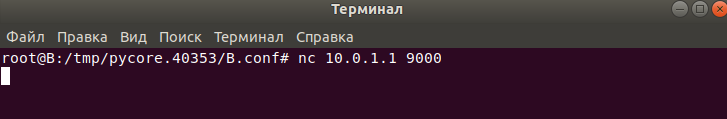 Терминал
Файл Правка Вид Поиск Терминал Справка
root@B:/tmp/pycore.40353/B.conf# nc 10.0.1.1 9000